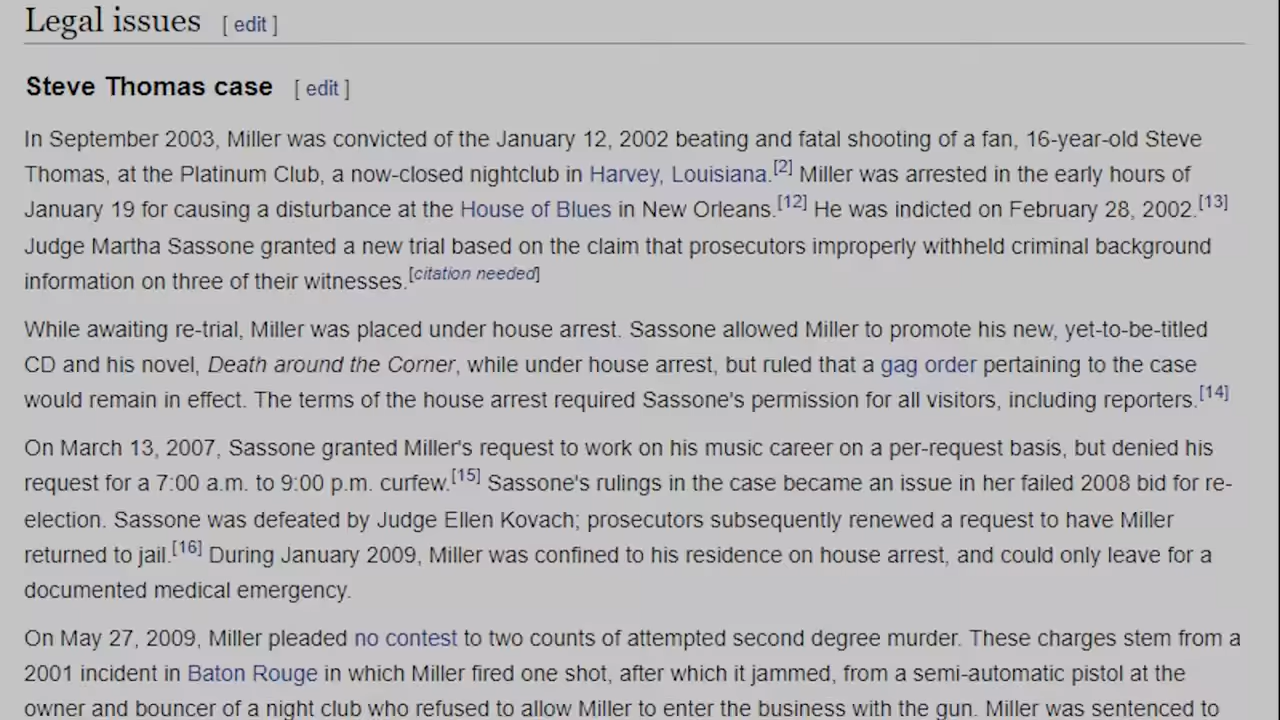 Legal issues [ edit ]
Steve Thomas case [ edit ]
In September 2003, Miller was convicted of the January 12, 2002 beating and fatal shooting of a fan, 16-year-old Steve
Thomas, at the Platinum Club, a now-closed nightclub in Harvey, Louisiana.[2] Miller was arrested in the early hours of
January 19 for causing a disturbance at the House of Blues in New Orleans.[12] He was indicted on February 28, 2002.[13]
Judge Martha Sassone granted a new trial based on the claim that prosecutors improperly withheld criminal background
information on three of their witnesses.[citation needed]
While awaiting re-trial, Miller was placed under house arrest. Sassone allowed Miller to promote his new, yet-to-be-titled
CD and his novel, Death around the Corner, while under house arrest, but ruled that a gag order pertaining to the case
would remain in effect. The terms of the house arrest required Sassone's permission for all visitors, including reporters.[14]
On March 13, 2007, Sassone granted Miller's request to work on his music career on a per-request basis, but denied his
request for a 7:00 a.m. to 9:00 p.m. curfew.[15] Sassone's rulings in the case became an issue in her failed 2008 bid for re-
election. Sassone was defeated by Judge Ellen Kovach; prosecutors subsequently renewed a request to have Miller
returned to jail.[16] During January 2009, Miller was confined to his residence on house arrest, and could only leave for a
documented medical emergency.
On May 27, 2009, Miller pleaded no contest to two counts of attempted second degree murder. These charges stem from a
2001 incident in Baton Rouge in which Miller fired one shot, after which it jammed, from a semi-automatic pistol at the
owner and bouncer of a night club who refused to allow Miller to enter the business with the gun. Miller was sentenced to